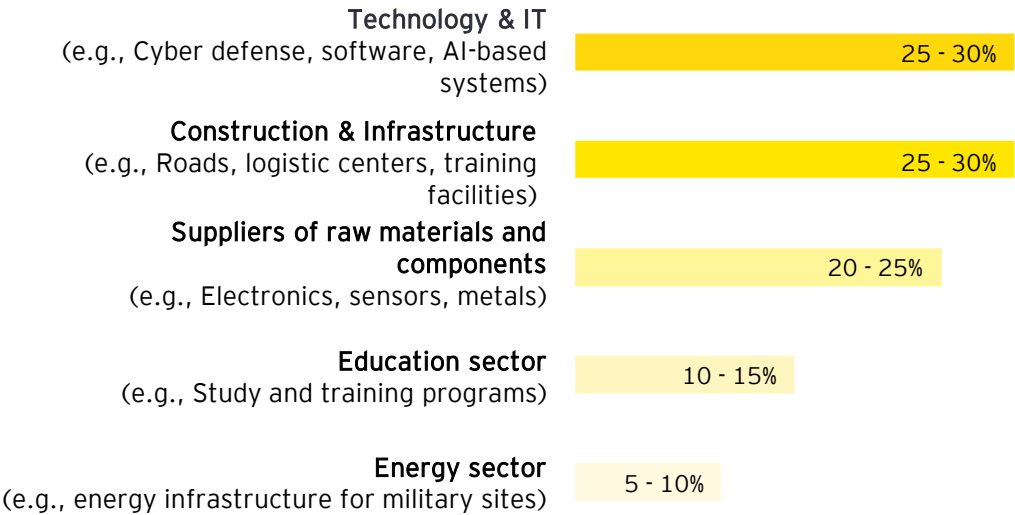 Technology & IT
(e.g., Cyber defense, software, AI-based
systems)
25 - 30%
Construction & Infrastructure
(e.g., Roads, logistic centers, training
facilities)
25 - 30%
Suppliers of raw materials and
components
(e.g., Electronics, sensors, metals)
20 - 25%
Education sector
(e.g., Study and training programs)
10 - 15%
Energy sector
(e.g., energy infrastructure for military sites)
5 - 10%